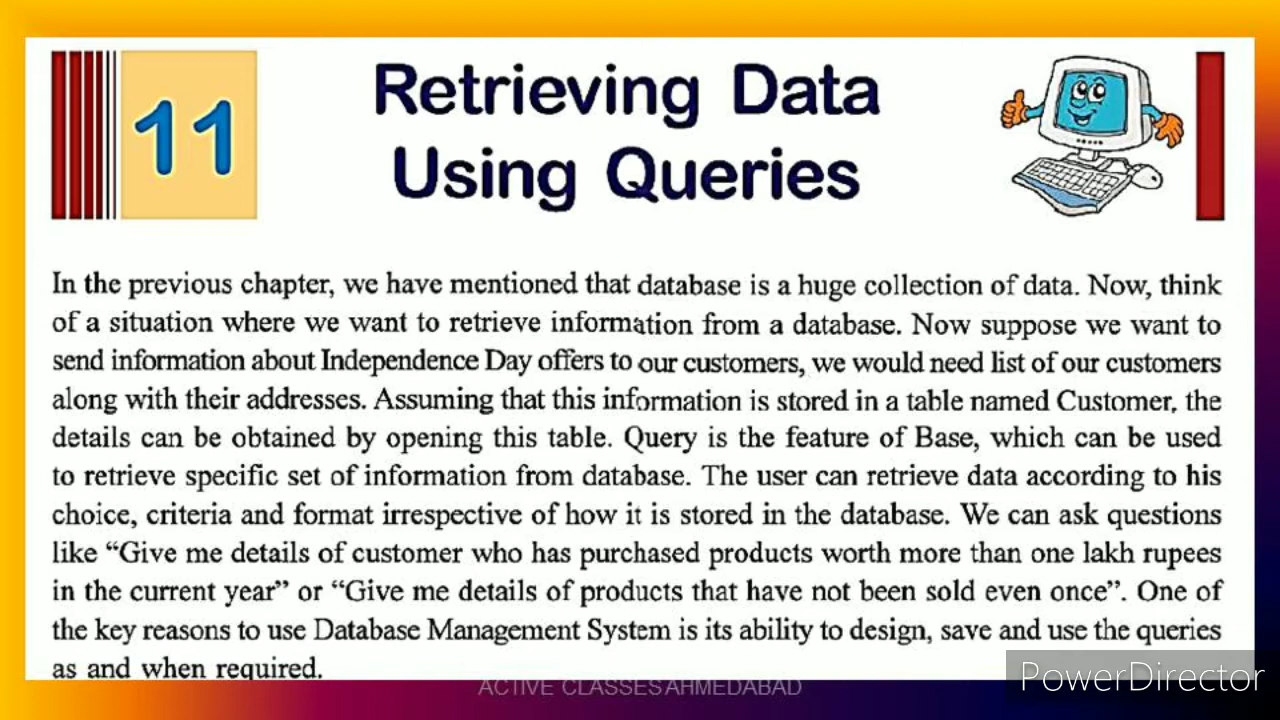 11
Retrieving Data
Using Queries
In the previous chapter, we have mentioned that database is a huge collection of data. Now, think
of a situation where we want to retrieve information from a database. Now suppose we want to
send information about Independence Day offers to our customers, we would need list of our customers
along with their addresses. Assuming that this information is stored in a table named Customer, the
details can be obtained by opening this table. Query is the feature of Base, which can be used
to retrieve specific set of information from database. The user can retrieve data according to his
choice, criteria and format irrespective of how it is stored in the database. We can ask questions
like “Give me details of customer who has purchased products worth more than one lakh rupees
in the current year” or “Give me details of products that have not been sold even once”. One of
the key reasons to use Database Management System is its ability to design, save and use the queries
as and when required.
ACTIVE CLASSES AHMEDABAD
PowerDirector